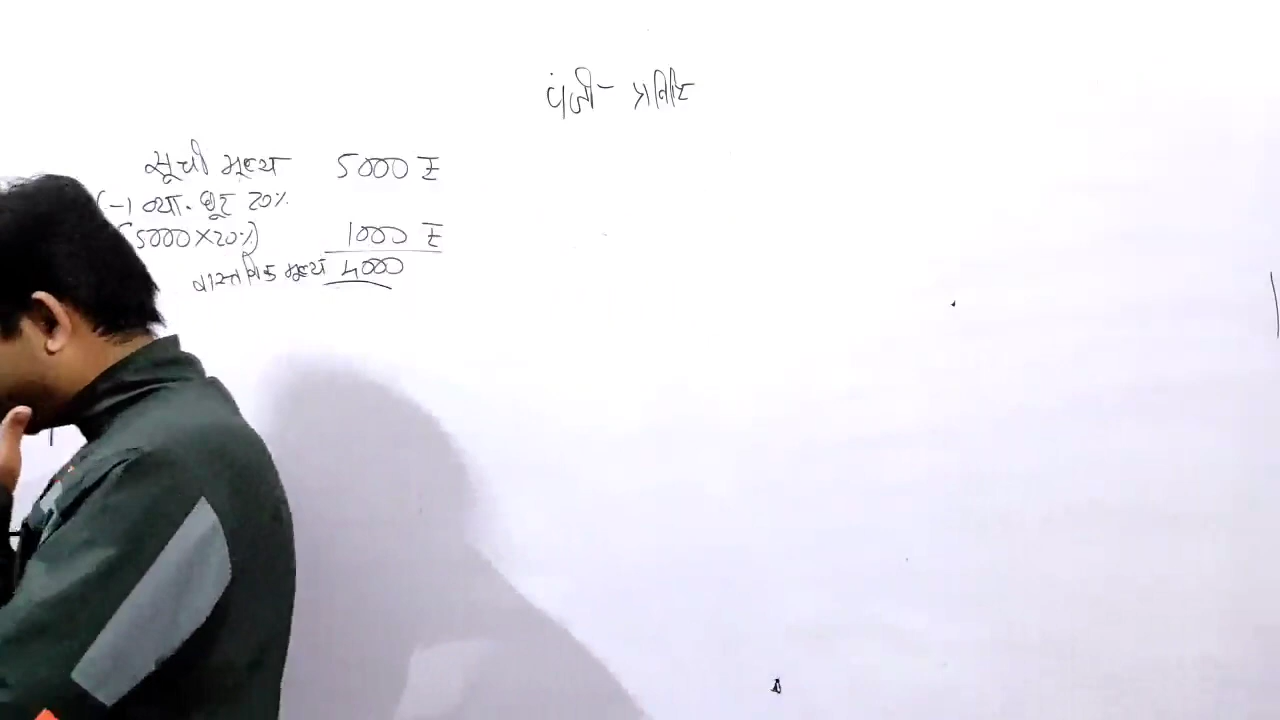 पंजी- प्रविष्टि
सूची मूल्य 5000 ₹
(-) व्या. छूट 20%
(5000×20%) 1000 ₹
वास्तविक मूल्य 4000